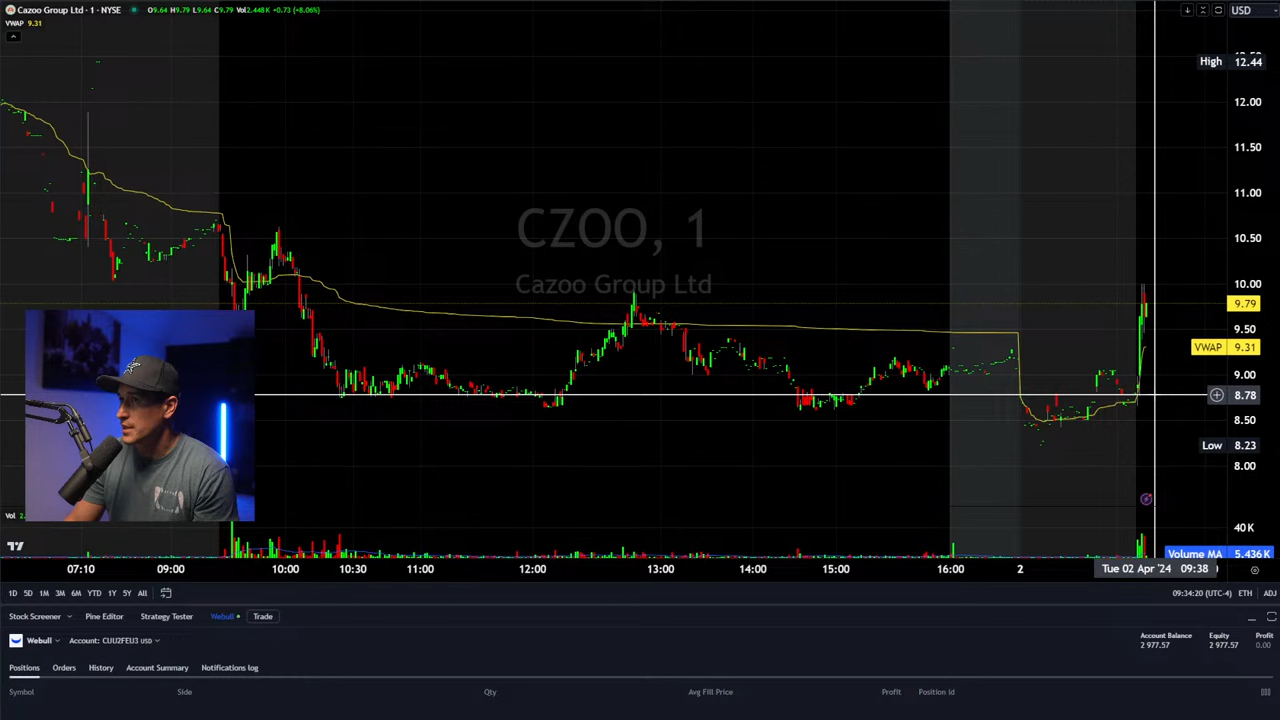 Cazoo Group Ltd · 1 · NYSE O9.64 H9.79 L9.64 C9.79 Vol2.448K +0.73 (+8.06%)
USD
VWAP 9.31
High 12.44
12.00
11.50
11.00
CZOO, 1
10.50
Cazoo Group Ltd
10.00
9.79
9.50
VWAP 9.31
9.00
8.78
8.50
Low 8.23
8.00
Vol 2.
40 K
Volume MA 5.436 K
07:10 09:00 10:00 10:30 11:00 12:00 13:00 14:00 15:00 16:00 2 Tue 02 Apr '24 09:38
1D 5D 1M 3M 6M YTD 1Y 5Y All 09:34:20 (UTC-4) ETH ADJ
Stock Screener Pine Editor Strategy Tester Webull Trade
Webull Account: CUU2FEU3 USD
Account Balance Equity Profit
2 977.57 2 977.57 0.00
Positions Orders History Account Summary Notifications log
Symbol Side Qty Avg Fill Price Profit Position id